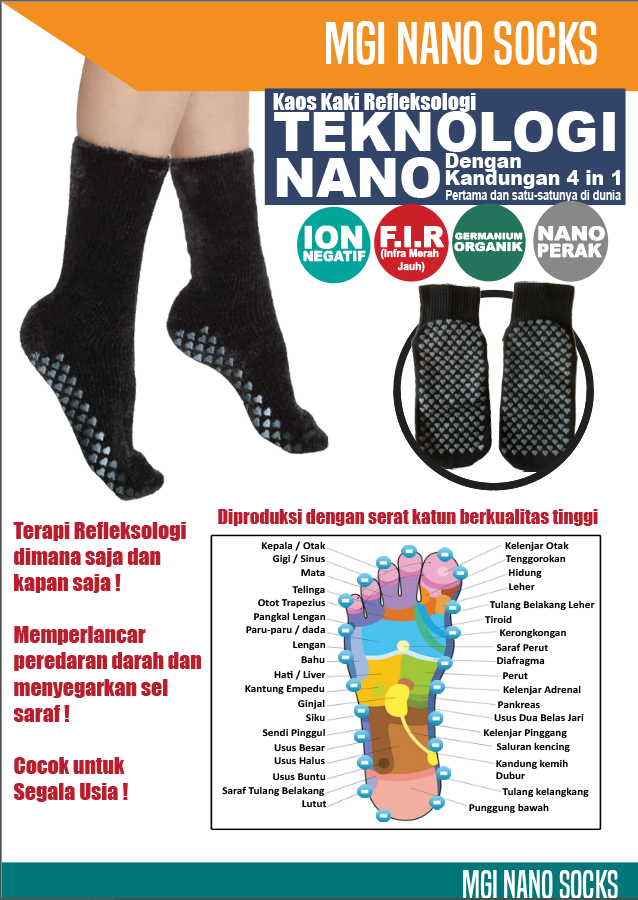 MGI NANO SOCKS
Kaos Kaki Refleksologi
TEKNOLOGI
NANO
Dengan
Kandungan 4 in 1
Pertama dan satu-satunya di dunia
ION
NEGATIF
F.I.R
(Infra Merah
Jauh)
GERMANIUM
ORGANIK
NANO
PERAK
Terapi Refleksologi
dimana saja dan
kapan saja !
Memperlancar
peredaran darah dan
menyegarkan sel
saraf !
Cocok untuk
Segala Usia !
Diproduksi dengan serat katun berkualitas tinggi
Kepala / Otak
Gigi / Sinus
Mata
Telinga
Otot Trapezius
Pangkal Lengan
Paru-paru / dada
Lengan
Bahu
Hati / Liver
Kantung Empedu
Ginjal
Siku
Sendi Pinggul
Usus Besar
Usus Halus
Usus Buntu
Saraf Tulang Belakang
Lutut
Kelenjar Otak
Tenggorokan
Hidung
Leher
Tulang Belakang Leher
Tiroid
Kerongkongan
Saraf Perut
Diafragma
Perut
Kelenjar Adrenal
Pankreas
Usus Dua Belas Jari
Kelenjar Pinggang
Saluran kencing
Kandung kemih
Dubur
Tulang kelangkang
Punggung bawah
MGI NANO SOCKS